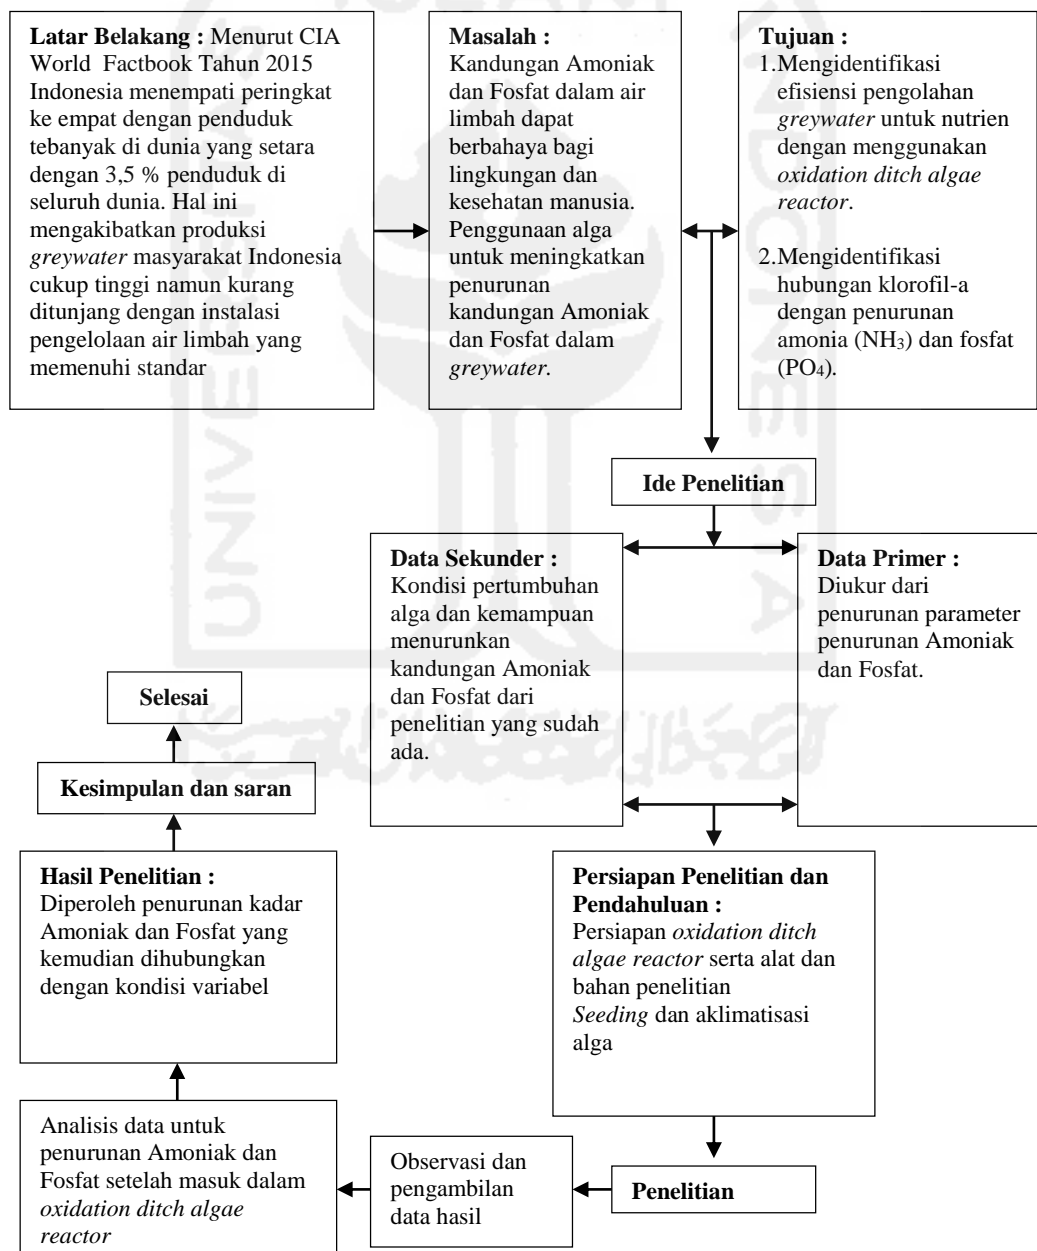 Latar Belakang : Menurut CIA
World Factbook Tahun 2015
Indonesia menempati peringkat
ke empat dengan penduduk
tebanyak di dunia yang setara
dengan 3,5 % penduduk di
seluruh dunia. Hal ini
mengakibatkan produksi
greywater masyarakat Indonesia
cukup tinggi namun kurang
ditunjang dengan instalasi
pengelolaan air limbah yang
memenuhi standar
Masalah :
Kandungan Amoniak
dan Fosfat dalam air
limbah dapat
berbahaya bagi
lingkungan dan
kesehatan manusia.
Penggunaan alga
untuk meningkatkan
penurunan
kandungan Amoniak
dan Fosfat dalam
greywater.
Tujuan :
1.Mengidentifikasi
efisiensi pengolahan
greywater untuk nutrien
dengan menggunakan
oxidation ditch algae
reactor.
2.Mengidentifikasi
hubungan klorofil-a
dengan penurunan
amonia (NH₃) dan fosfat
(PO₄).
Ide Penelitian
Data Sekunder :
Kondisi pertumbuhan
alga dan kemampuan
menurunkan
kandungan Amoniak
dan Fosfat dari
penelitian yang sudah
ada.
Data Primer :
Diukur dari
penurunan parameter
penurunan Amoniak
dan Fosfat.
Persiapan Penelitian dan
Pendahuluan :
Persiapan oxidation ditch
algae reactor serta alat dan
bahan penelitian
Seeding dan aklimatisasi
alga
Penelitian
Observasi dan
pengambilan
data hasil
Analisis data untuk
penurunan Amoniak dan
Fosfat setelah masuk dalam
oxidation ditch algae
reactor
Hasil Penelitian :
Diperoleh penurunan kadar
Amoniak dan Fosfat yang
kemudian dihubungkan
dengan kondisi variabel
Kesimpulan dan saran
Selesai
UNIVERSITAS
ISLAM
INDONESIA